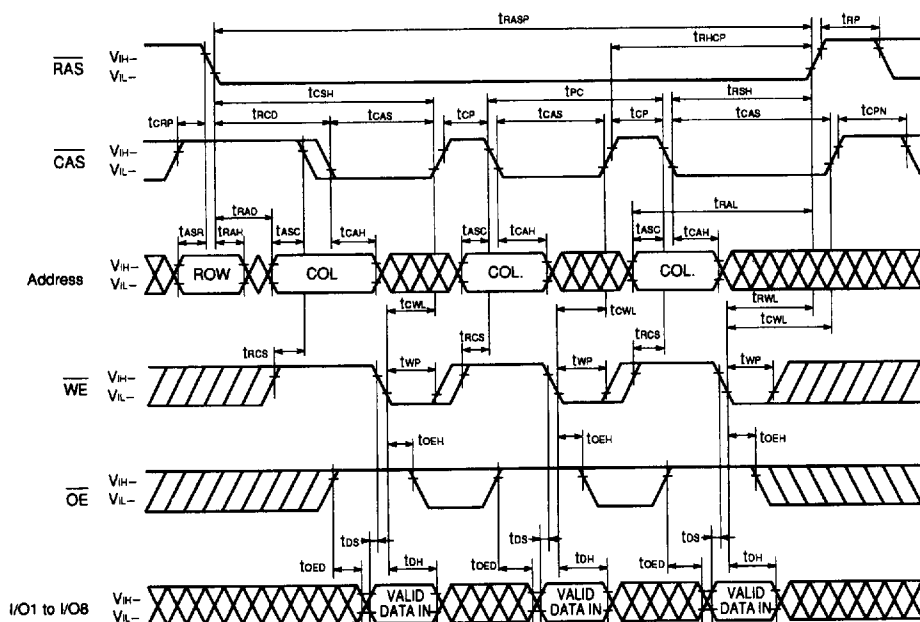 tRASP
tRP
tRHCP
RAS
VIH–
VIL–
tCSH
tPC
tRSH
tCRP
tRCD
tCAS
tCP
tCAS
tCP
tCAS
tCPN
CAS
VIH–
VIL–
tRAD
tRAL
tASR
tRAH
tASC
tCAH
tASC
tCAH
tASC
tCAH
Address
VIH–
VIL–
ROW
COL
COL.
COL.
tCWL
tCWL
tRWL
tCWL
tRCS
tRCS
tRCS
tWP
tWP
tWP
WE
VIH–
VIL–
tOEH
tOEH
tOEH
OE
VIH–
VIL–
tDS
tDS
tDS
tOED
tDH
tOED
tDH
tOED
tDH
I/O1 to I/O8
VIH–
VIL–
VALID
DATA IN
VALID
DATA IN
VALID
DATA IN